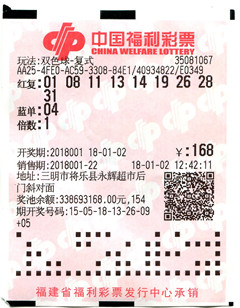 中国福利彩票
CHINA WELFARE LOTTERY
玩法:双色球-复式 35081067
AA25-4FE0-AC59-3308-84E1/40934822/E0349
红复:01 08 11 13 14 19 26 28
31
蓝单:04
倍数:1
开奖期:2018001 18-01-02 ¥:168
销售期:2018001-22 18-01-02 12:42:11
地址:三明市将乐县永辉超市后
门斜对面
奖池余额:338693168.00元,154
期开奖号码:15-05-18-13-26-09
+05
福建省福利彩票发行中心承销